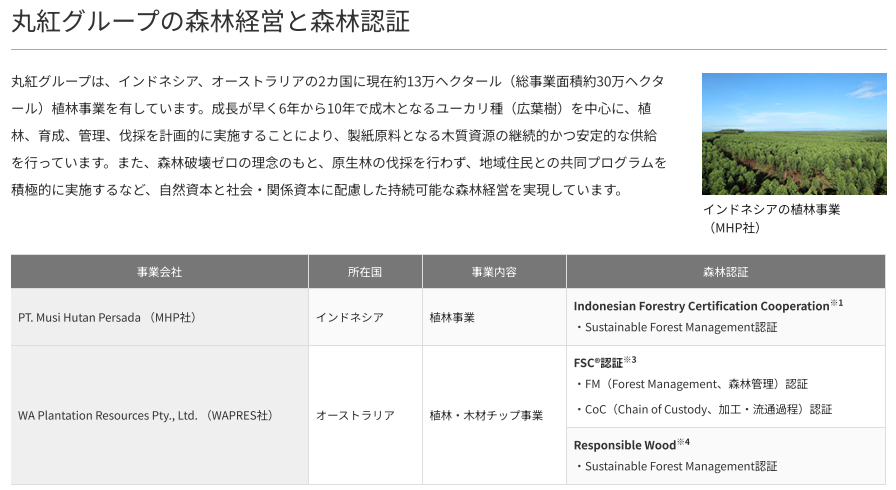 丸紅グループの森林経営と森林認証
丸紅グループは、インドネシア、オーストラリアの2カ国に現在約13万ヘクタール（総事業面積約30万ヘクタ
ール）植林事業を有しています。成長が早く6年から10年で成木となるユーカリ種（広葉樹）を中心に、植
林、育成、管理、伐採を計画的に実施することにより、製紙原料となる木質資源の継続的かつ安定的な供給
を行っています。また、森林破壊ゼロの理念のもと、原生林の伐採を行わず、地域住民との共同プログラムを
積極的に実施するなど、自然資本と社会・関係資本に配慮した持続可能な森林経営を実現しています。
インドネシアの植林事業
（MHP社）
事業会社 所在国 事業内容 森林認証
PT. Musi Hutan Persada （MHP社） インドネシア 植林事業
Indonesian Forestry Certification Cooperation※1
・Sustainable Forest Management認証
WA Plantation Resources Pty., Ltd. （WAPRES社） オーストラリア 植林・木材チップ事業
FSC®認証※3
・FM（Forest Management、森林管理）認証
・CoC（Chain of Custody、加工・流通過程）認証
Responsible Wood※4
・Sustainable Forest Management認証